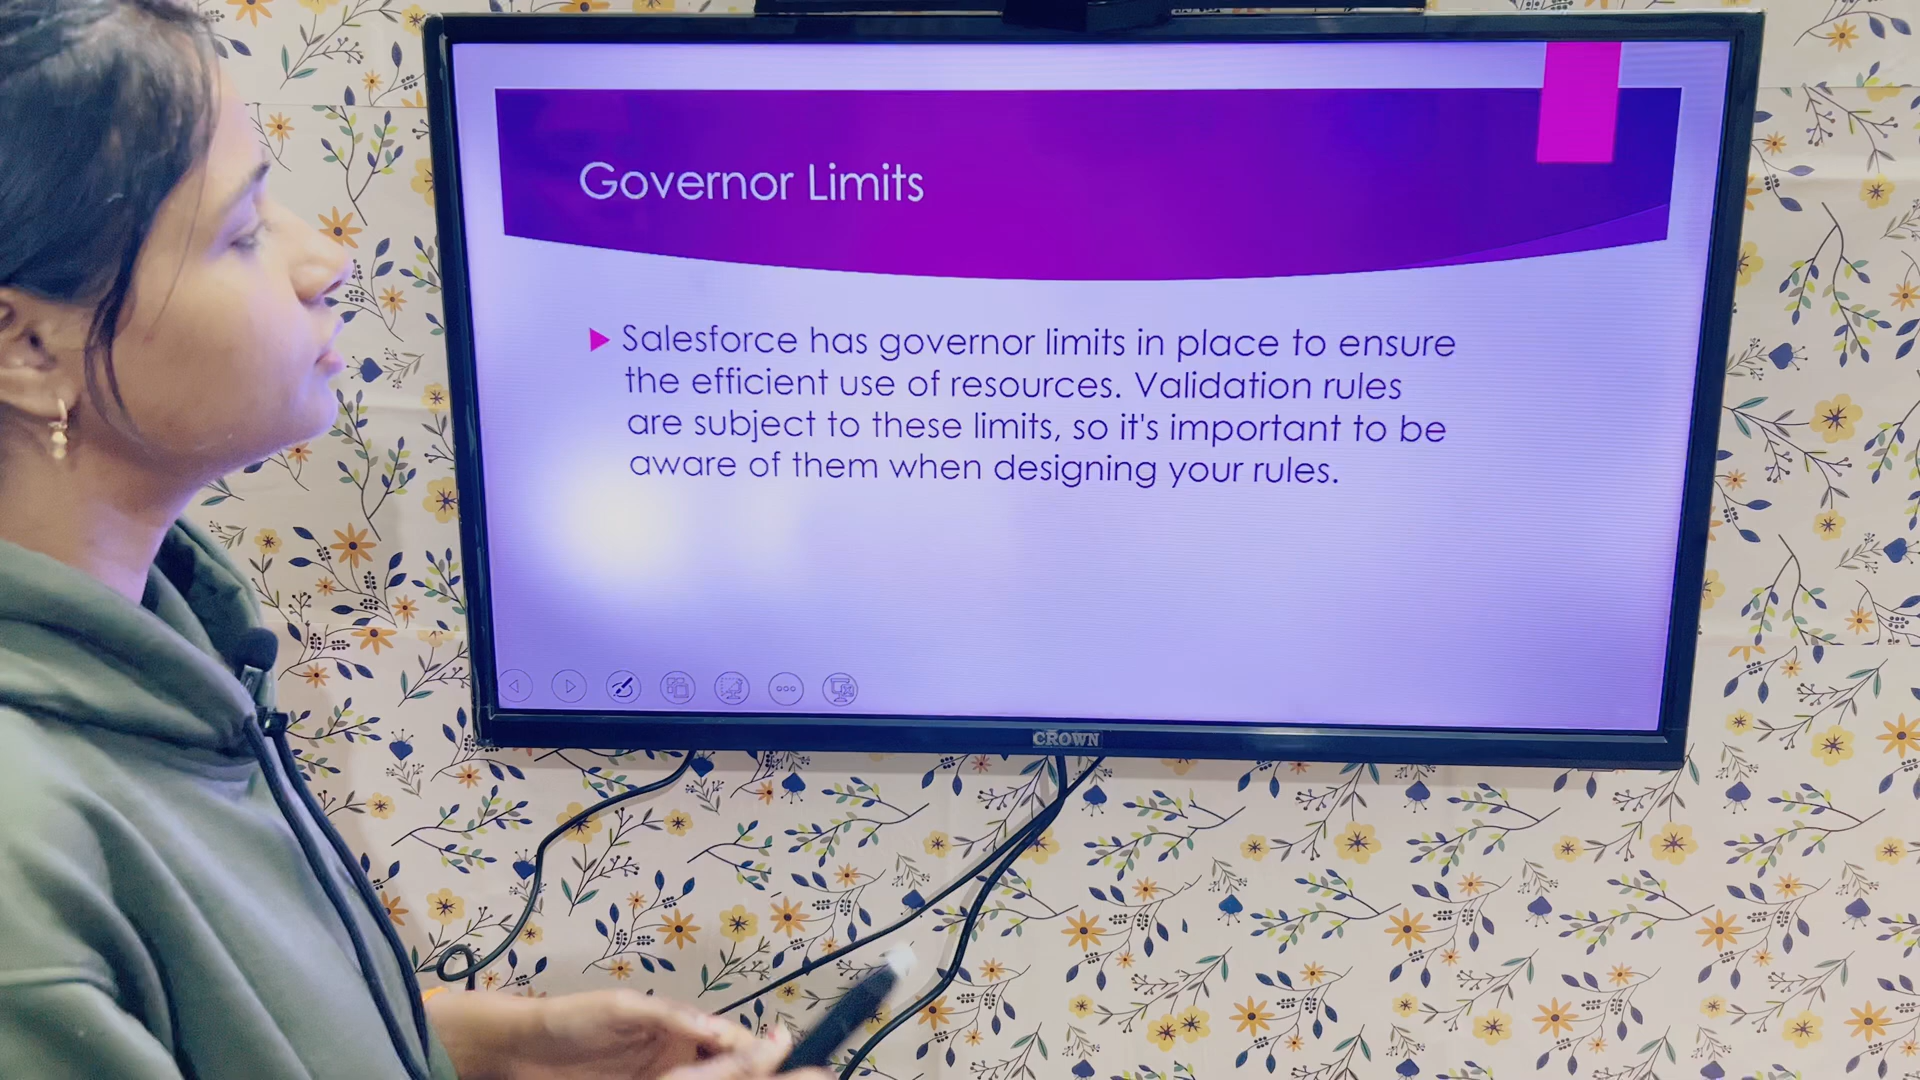 Governor Limits
Salesforce has governor limits in place to ensure
the efficient use of resources. Validation rules
are subject to these limits, so it's important to be
aware of them when designing your rules.
CROWN